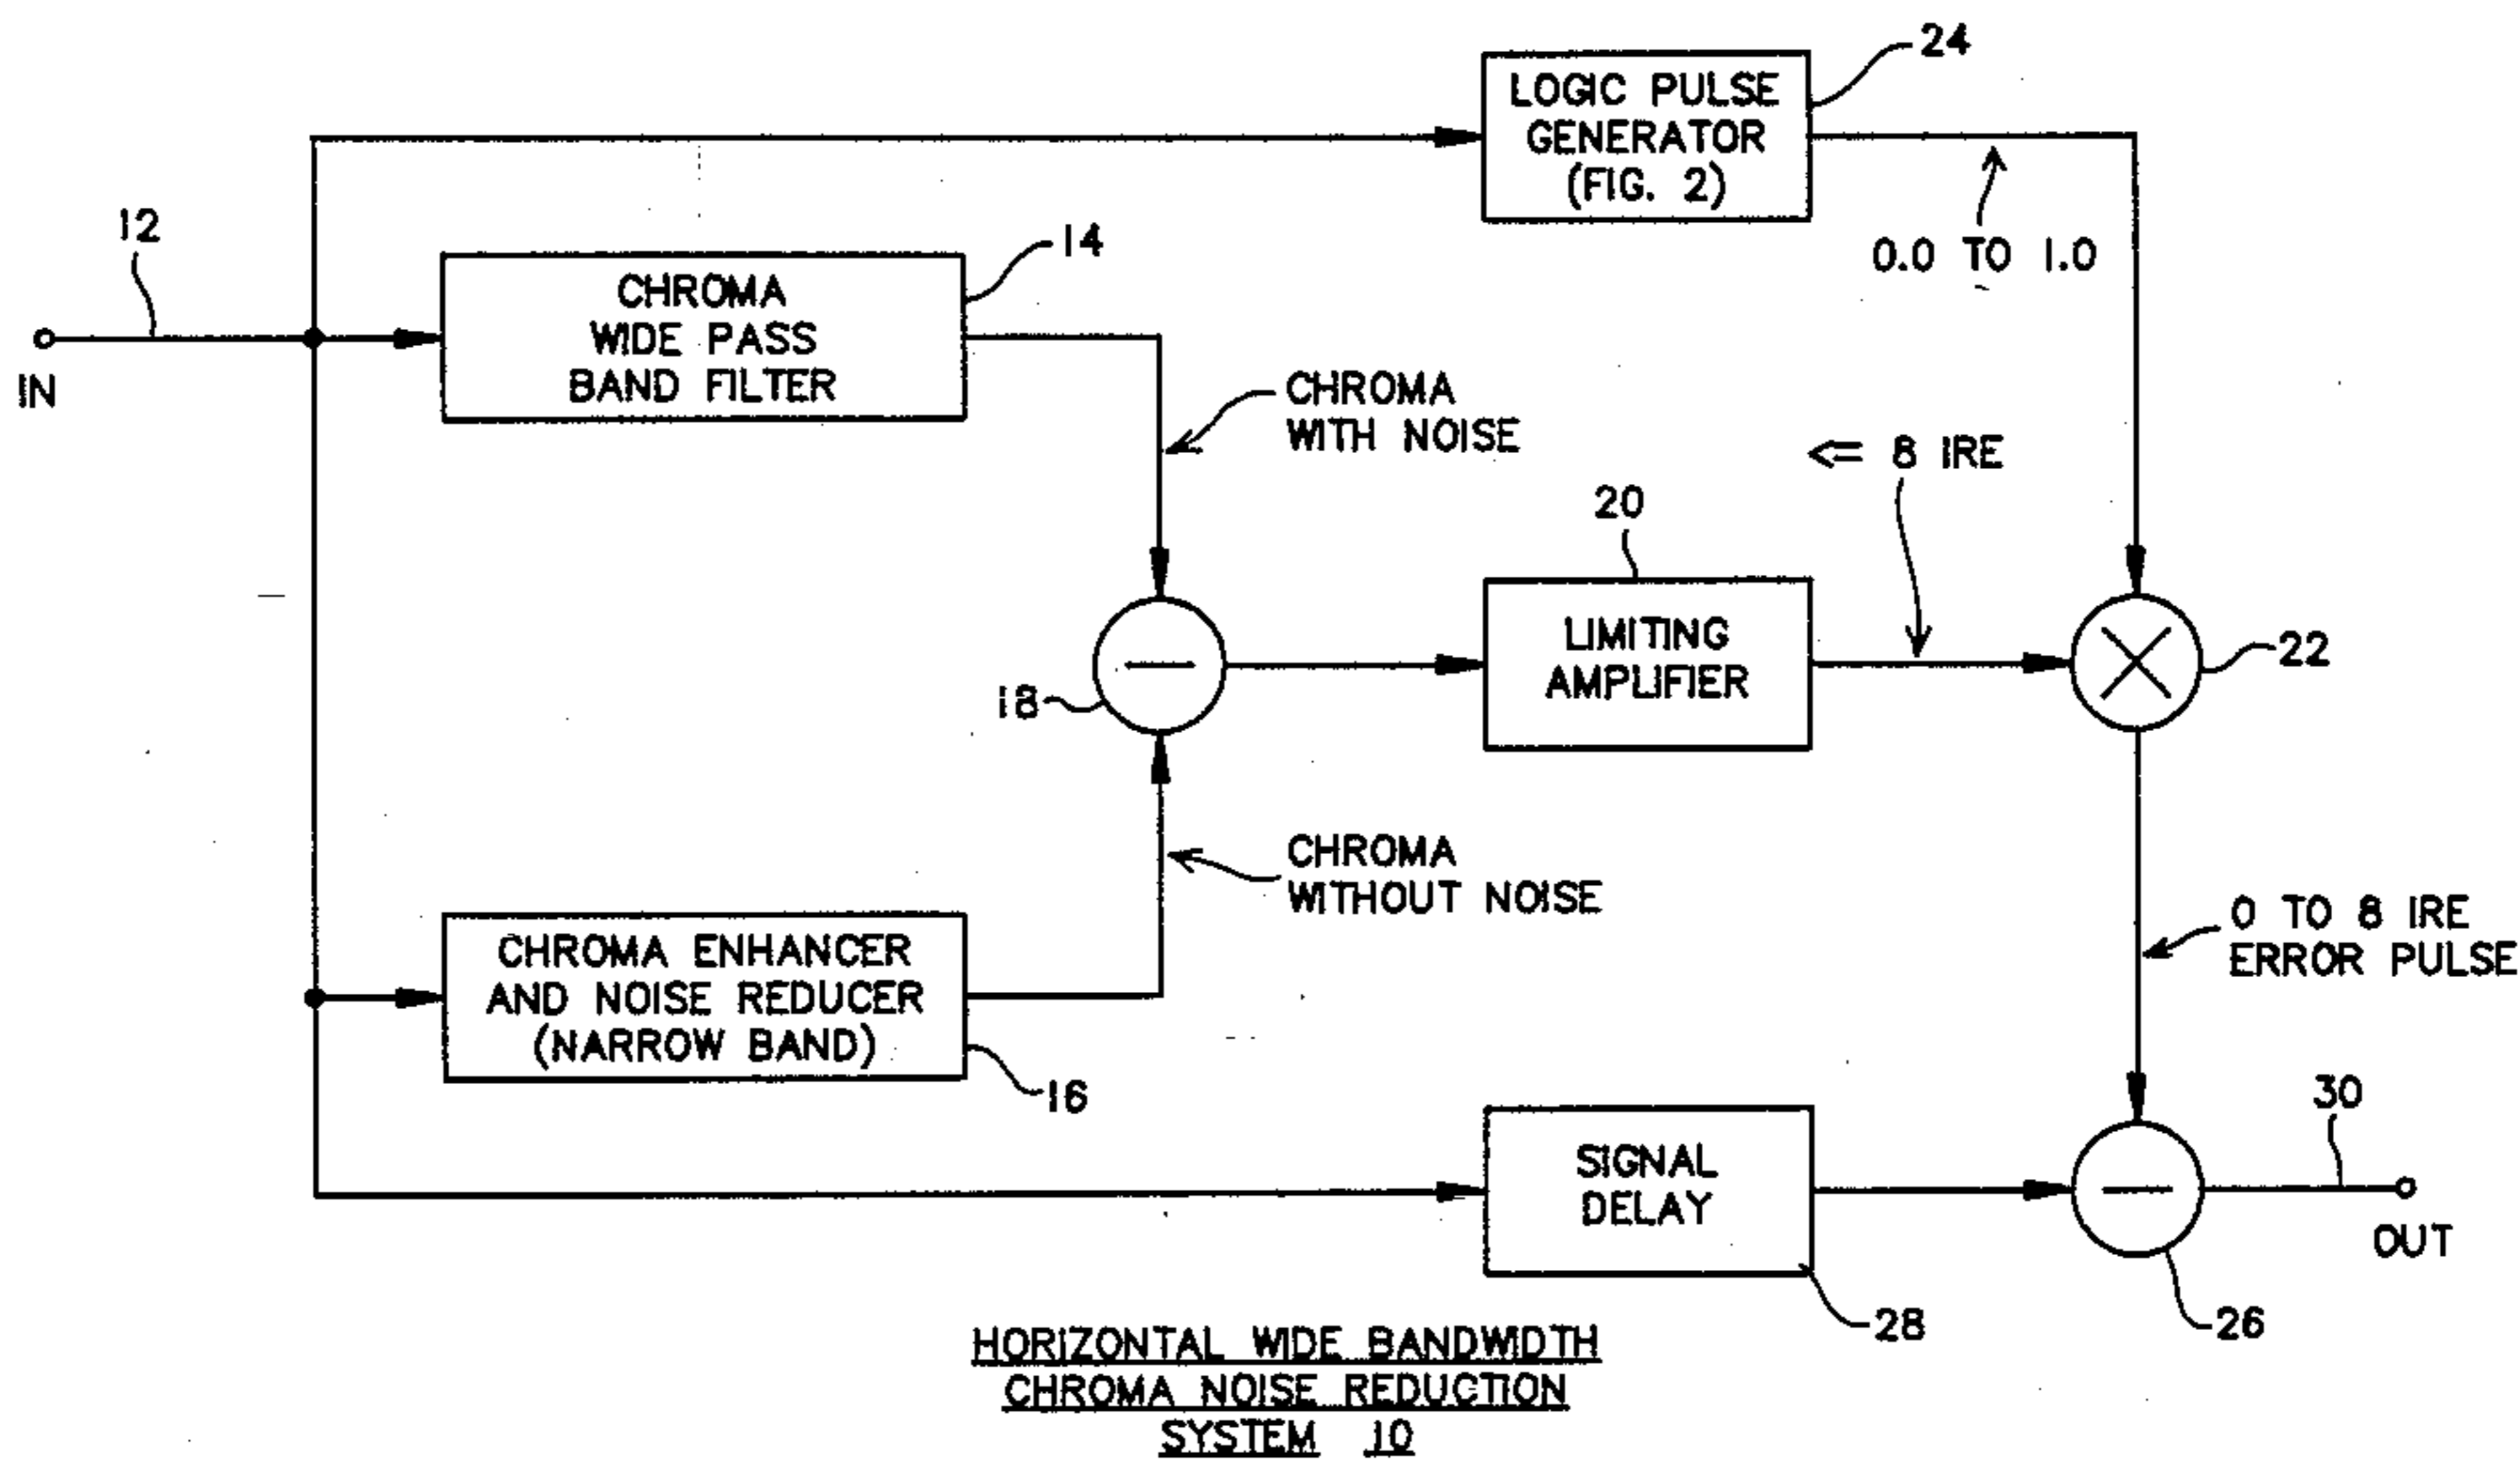 24
LOGIC PULSE
GENERATOR
(FIG. 2)
12
14
0.0 TO 1.0
CHROMA
WIDE PASS
BAND FILTER
IN
CHROMA
WITH NOISE
<= 8 IRE
20
LIMITING
AMPLIFIER
22
18
CHROMA
WITHOUT NOISE
0 TO 8 IRE
ERROR PULSE
CHROMA ENHANCER
AND NOISE REDUCER
(NARROW BAND)
16
30
SIGNAL
DELAY
OUT
28
26
HORIZONTAL WIDE BANDWIDTH
CHROMA NOISE REDUCTION
SYSTEM 10